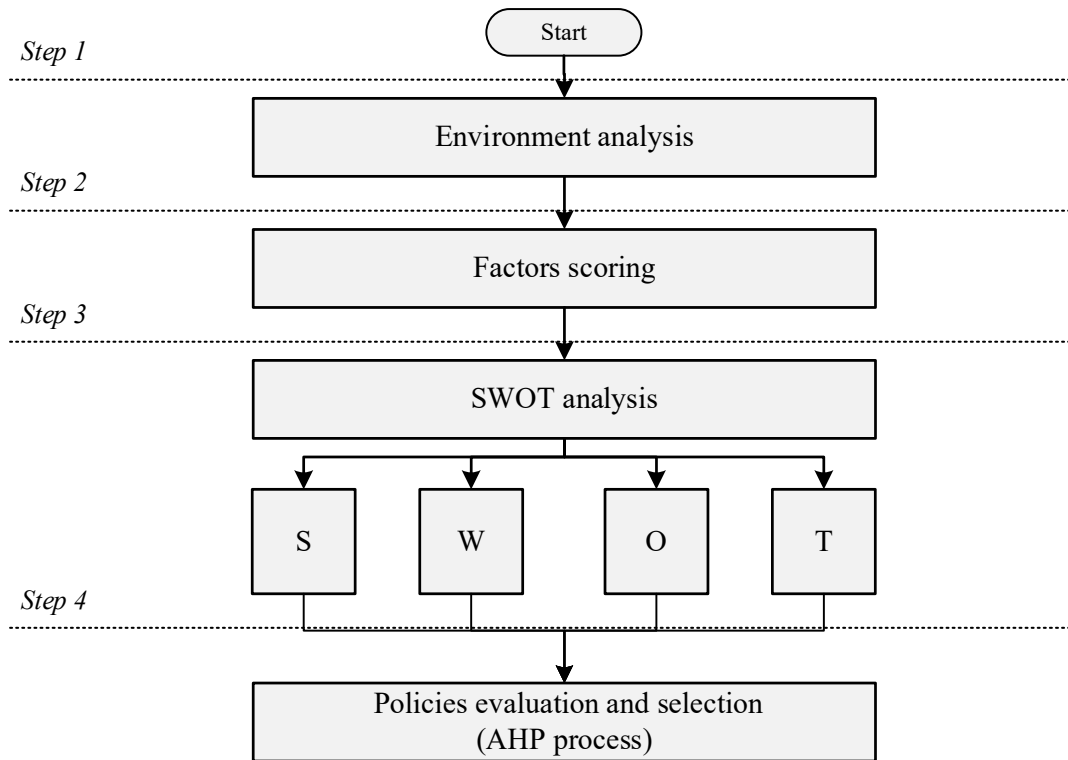 Start
Step 1
Environment analysis
Step 2
Factors scoring
Step 3
SWOT analysis
S W O T
Step 4
Policies evaluation and selection
(AHP process)